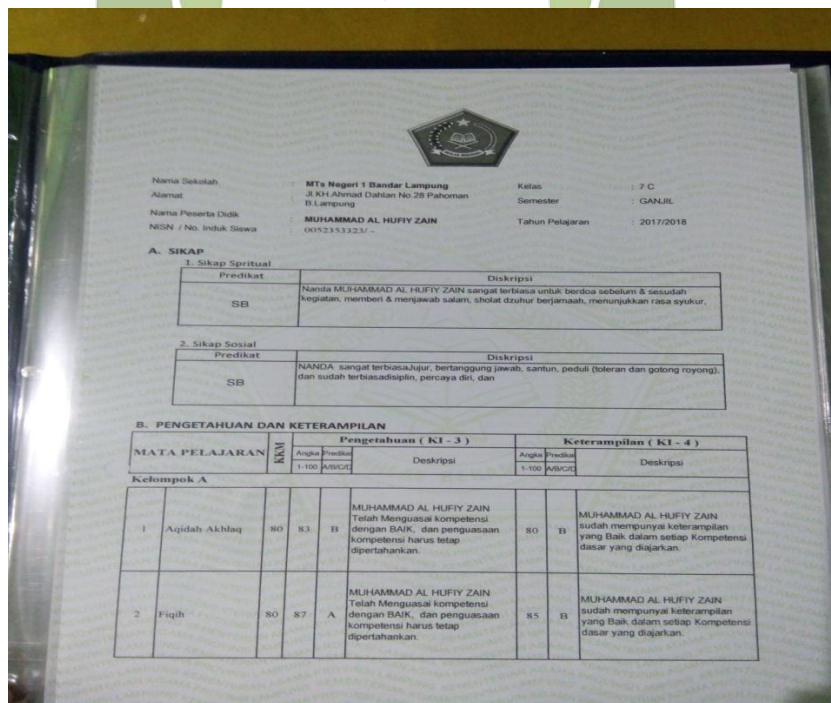 Nama Sekolah : MTs Negeri 1 Bandar Lampung Kelas : 7 C
Alamat : Jl.KH.Ahmad Dahlan No.28 Pahoman B.Lampung Semester : GANJIL
Nama Peserta Didik : MUHAMMAD AL HUFIY ZAIN Tahun Pelajaran : 2017/2018
NISN / No. Induk Siswa : 0052353323/ -
A. SIKAP
1. Sikap Spritual
Predikat Diskripsi
SB
Nanda MUHAMMAD AL HUFIY ZAIN sangat terbiasa untuk berdoa sebelum & sesudah
kegiatan, memberi & menjawab salam, sholat dzuhur berjamaah, menunjukkan rasa syukur,
2. Sikap Sosial
Predikat Diskripsi
SB
NANDA sangat terbiasaJujur, bertanggung jawab, santun, peduli (toleran dan gotong royong),
dan sudah terbiasadisiplin, percaya diri, dan
B. PENGETAHUAN DAN KETERAMPILAN
MATA PELAJARAN KKM Pengetahuan ( KI - 3 ) Keterampilan ( KI - 4 )
Angka Predikat Deskripsi Angka Predikat Deskripsi
1-100 A/B/C/D 1-100 A/B/C/D
Kelompok A
1 Aqidah Akhlaq 80 83 B
MUHAMMAD AL HUFIY ZAIN
Telah Menguasai kompetensi
dengan BAIK, dan penguasaan
kompetensi harus tetap
dipertahankan.
80 B
MUHAMMAD AL HUFIY ZAIN
sudah mempunyai keterampilan
yang Baik dalam setiap Kompetensi
dasar yang diajarkan.
2 Fiqih 80 87 A
MUHAMMAD AL HUFIY ZAIN
Telah Menguasai kompetensi
dengan BAIK, dan penguasaan
kompetensi harus tetap
dipertahankan.
85 B
MUHAMMAD AL HUFIY ZAIN
sudah mempunyai keterampilan
yang Baik dalam setiap Kompetensi
dasar yang diajarkan.